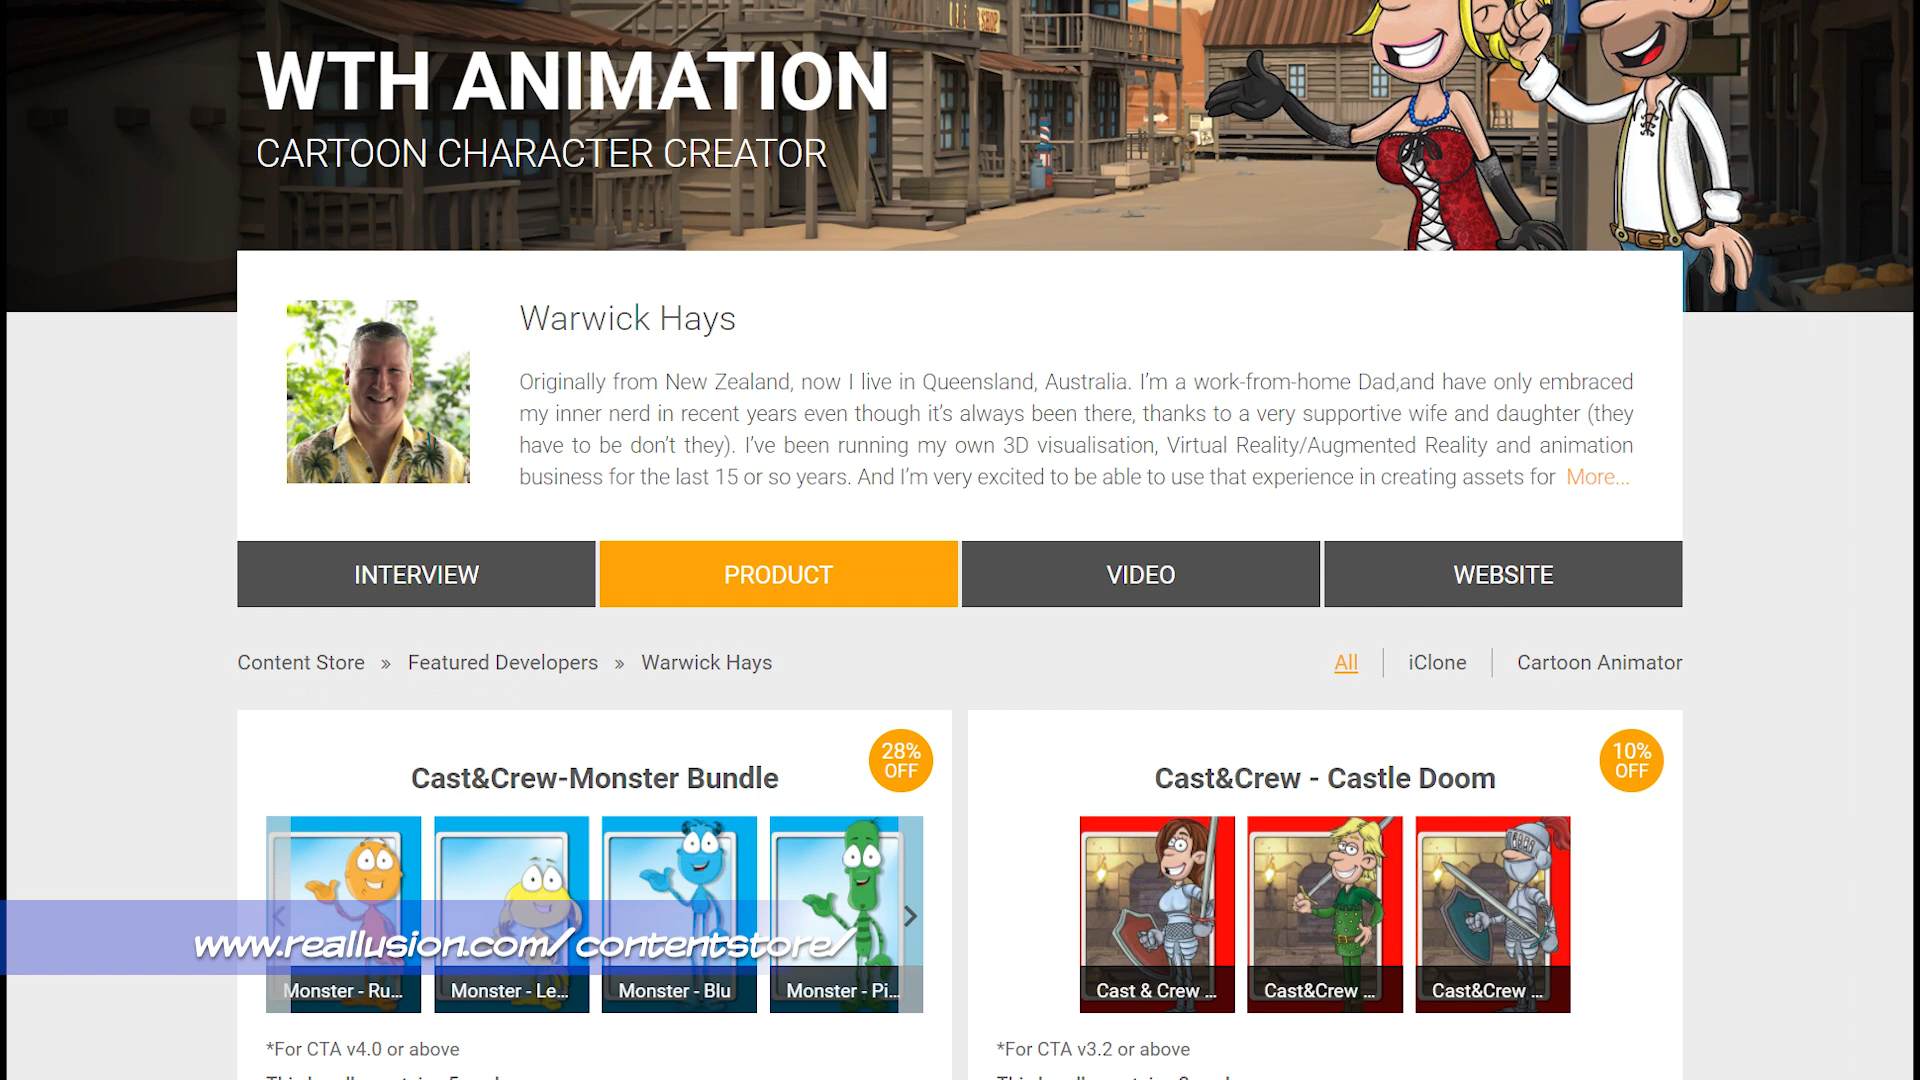 SHOP
WTH ANIMATION
CARTOON CHARACTER CREATOR
Warwick Hays
Originally from New Zealand, now I live in Queensland, Australia. I'm a work-from-home Dad,and have only embraced
my inner nerd in recent years even though it's always been there, thanks to a very supportive wife and daughter (they
have to be don't they). I've been running my own 3D visualisation, Virtual Reality/Augmented Reality and animation
business for the last 15 or so years. And I'm very excited to be able to use that experience in creating assets for More...
INTERVIEW
PRODUCT
VIDEO
WEBSITE
Content Store » Featured Developers » Warwick Hays
All
iClone
Cartoon Animator
28%
OFF
Cast&Crew-Monster Bundle
Monster - Ru...
Monster - Le...
Monster - Blu
Monster - Pi...
www.reallusion.com/contentstore/
*For CTA v4.0 or above
10%
OFF
Cast&Crew - Castle Doom
Cast & Crew ...
Cast&Crew ...
Cast&Crew ...
*For CTA v3.2 or above